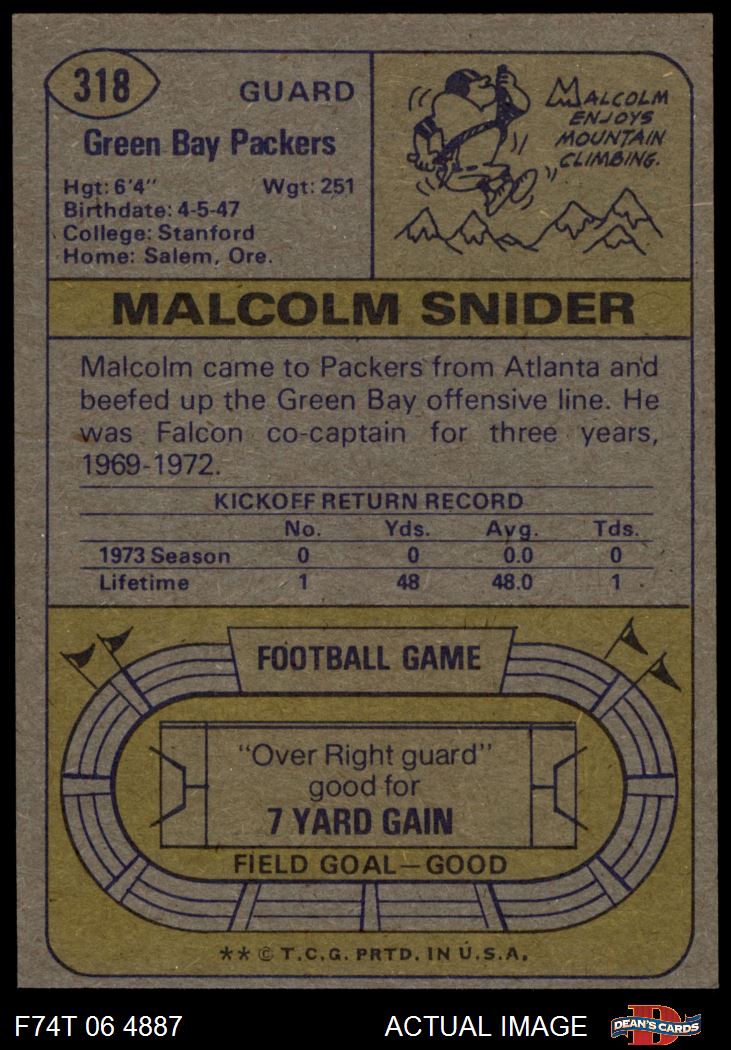 318
GUARD
Green Bay Packers
Hgt: 6'4" Wgt: 251
Birthdate: 4-5-47
College: Stanford
Home: Salem, Ore.
MALCOLM
ENJOYS
MOUNTAIN
CLIMBING.
MALCOLM SNIDER
Malcolm came to Packers from Atlanta and
beefed up the Green Bay offensive line. He
was Falcon co-captain for three years,
1969-1972.
KICKOFF RETURN RECORD
No. Yds. Avg. Tds.
1973 Season 0 0 0.0 0
Lifetime 1 48 48.0 1
FOOTBALL GAME
"Over Right guard"
good for
7 YARD GAIN
FIELD GOAL—GOOD
** © T.C.G. PRTD. IN U.S.A.
F74T 06 4887 ACTUAL IMAGE
D
DEAN'S CARDS